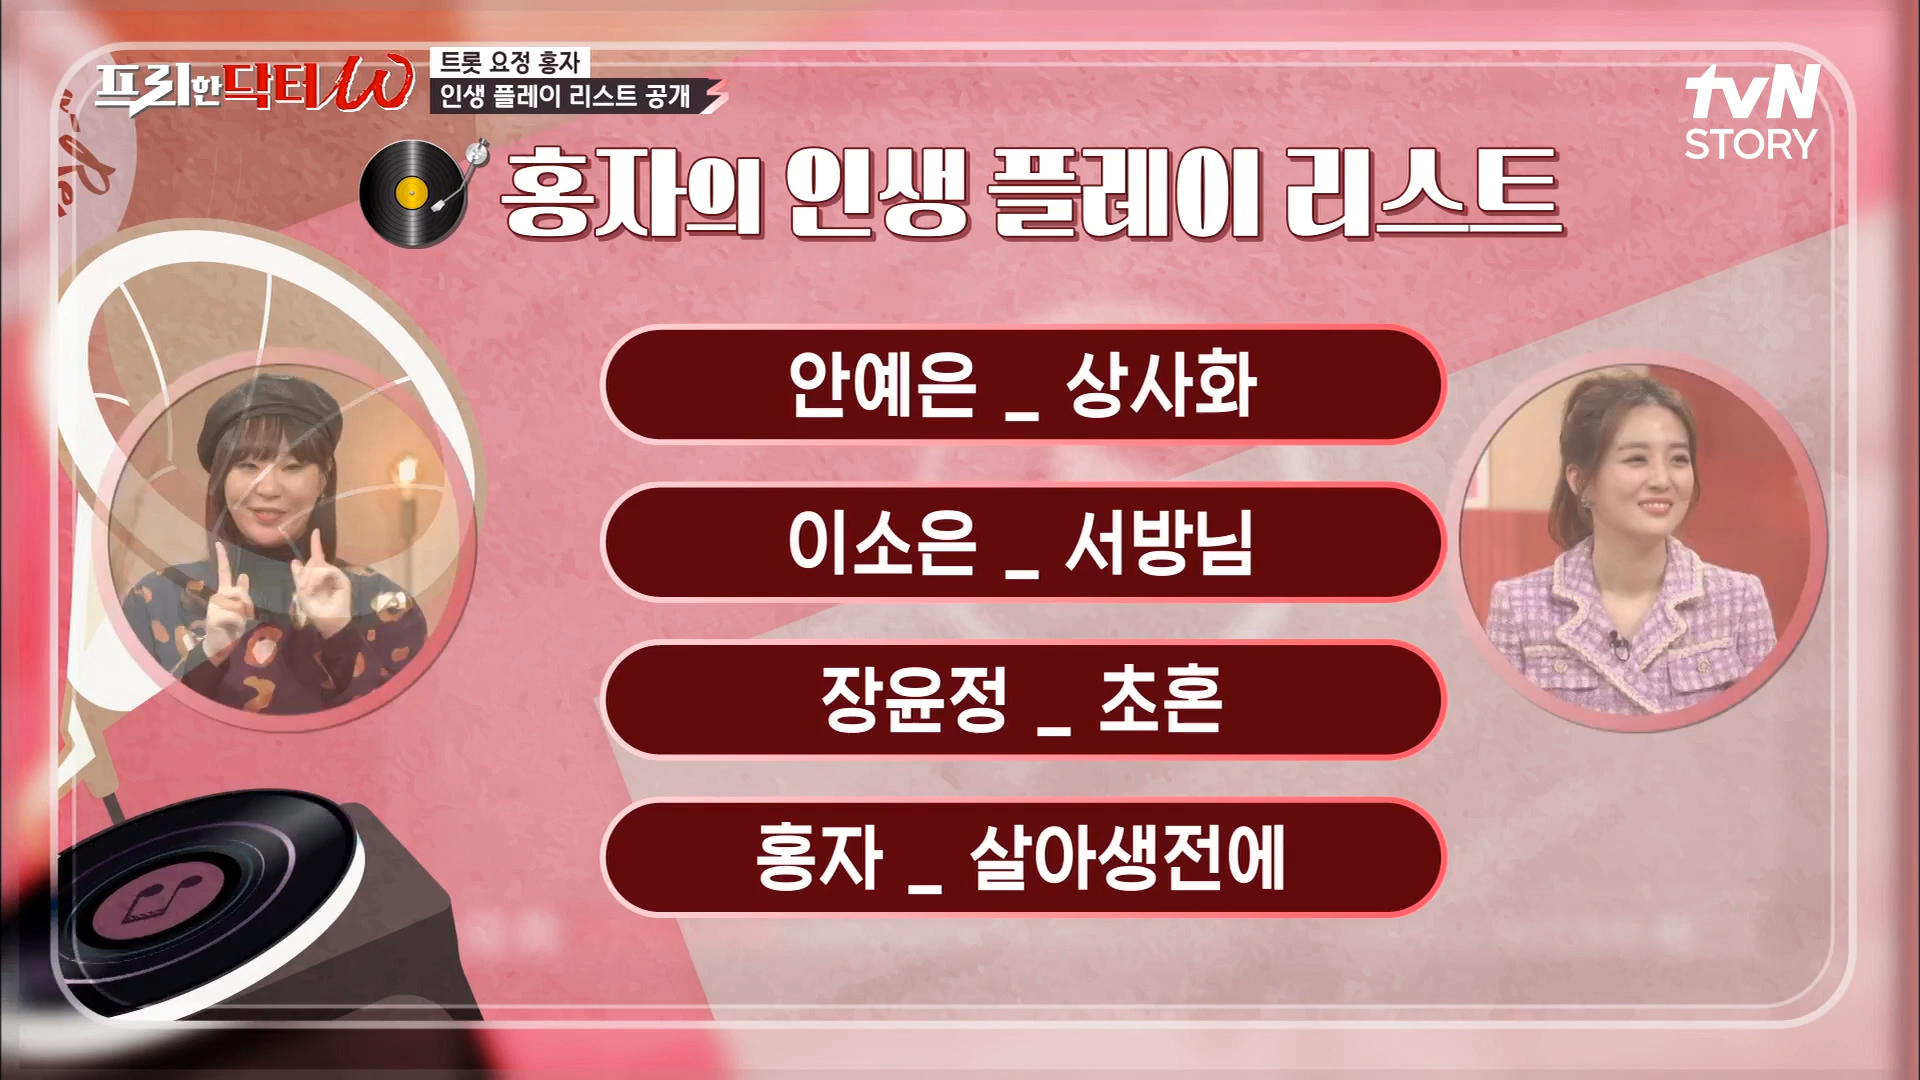 프리한닥터W
트롯 요정 홍자
인생 플레이 리스트 공개
tvN
STORY
홍자의 인생 플레이 리스트
안예은 _ 상사화
이소은 _ 서방님
장윤정 _ 초혼
홍자 _ 살아생전에